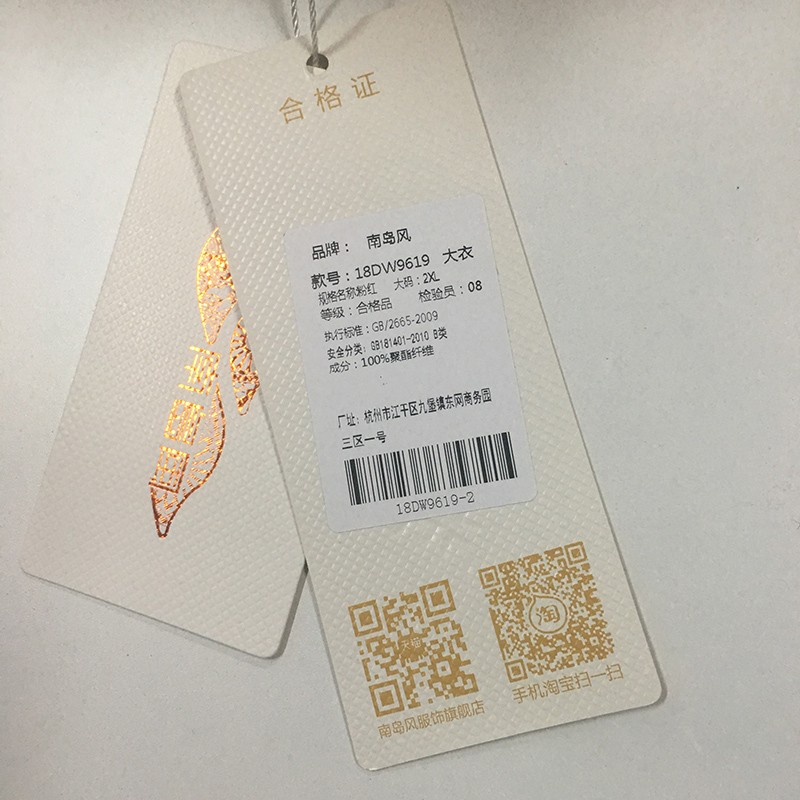 合格证
品牌： 南岛风
款号：18DW9619 大衣
规格名称:粉红 大码：2XL
等级：合格品 检验员：08
执行标准：GB/2665-2009
安全分类：GB181401-2010 B类
成分：100%聚酯纤维
厂址：杭州市江干区九堡镇东网商务园
三区一号
18DW9619-2
天猫
淘
南岛风服饰旗舰店
手机淘宝扫一扫